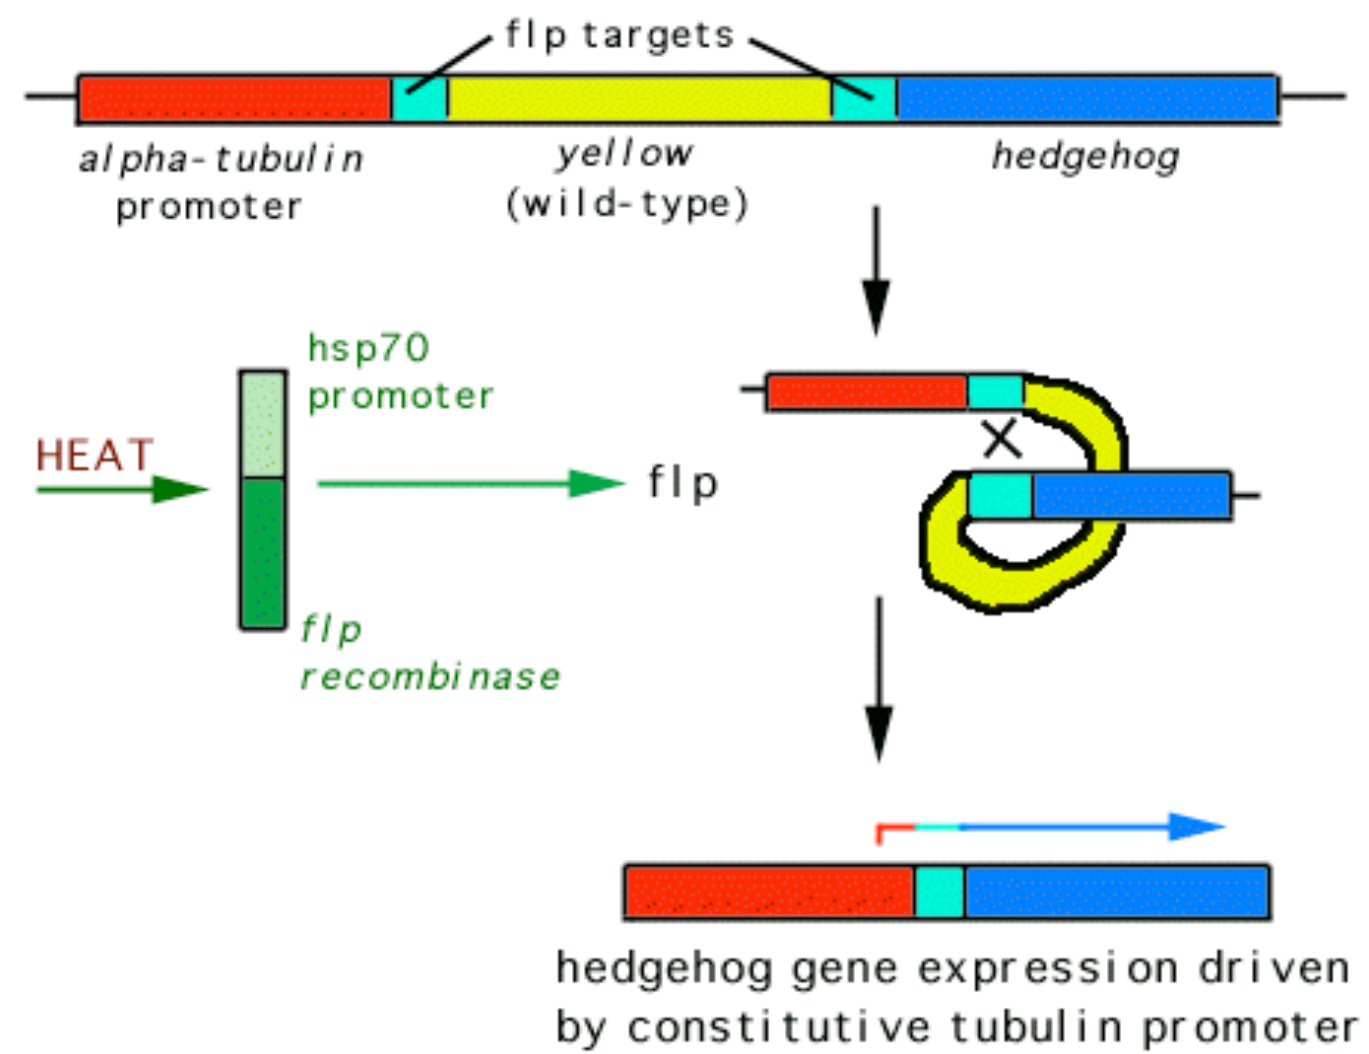 flp targets
alpha-tubulin
promoter
yellow
(wild-type)
hedgehog
hsp70
promoter
HEAT
flp
flp
recombinase
hedgehog gene expression driven
by constitutive tubulin promoter